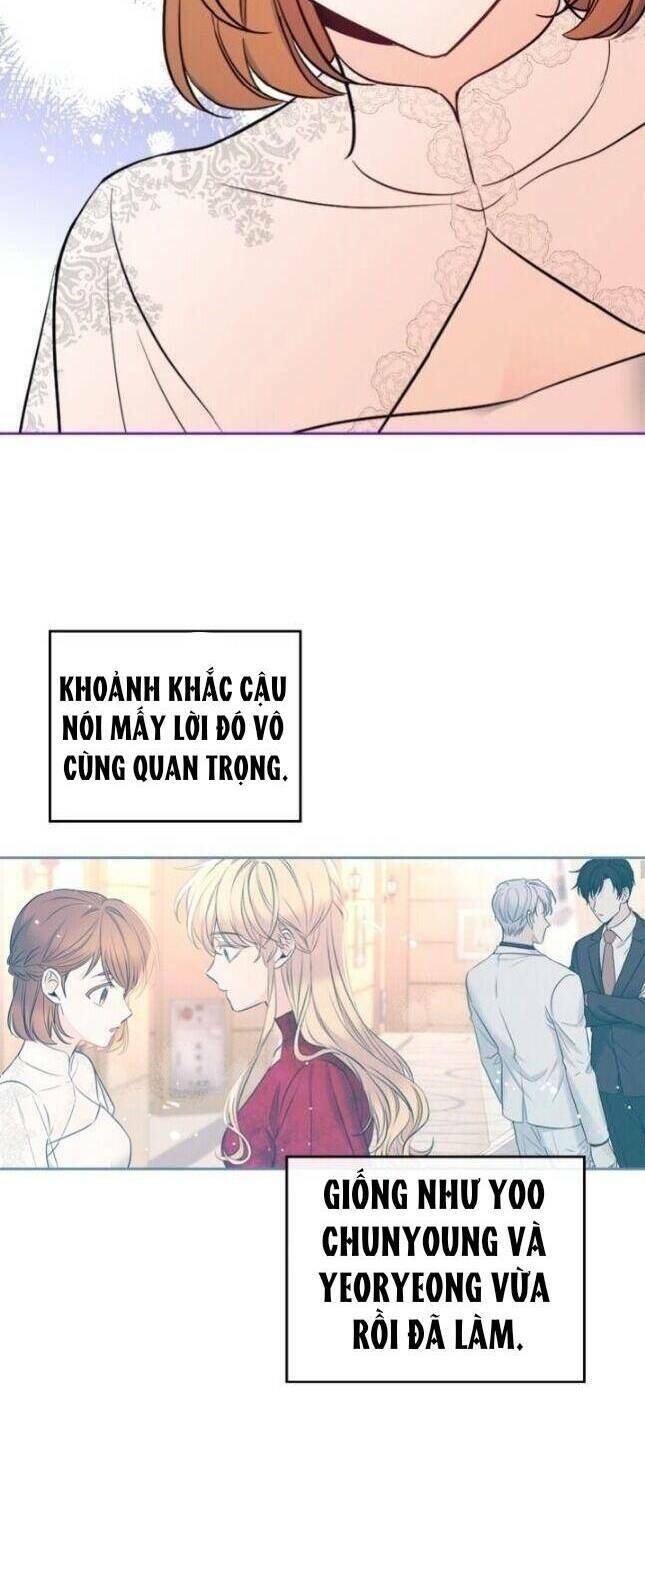 KHOẢNH KHẮC CẬU
NÓI MẤY LỜI ĐÓ VÔ
CÙNG QUAN TRỌNG.
GIỐNG NHƯ YOO
CHUNYOUNG VÀ
YEORYEONG VỪA
RỒI ĐÃ LÀM.